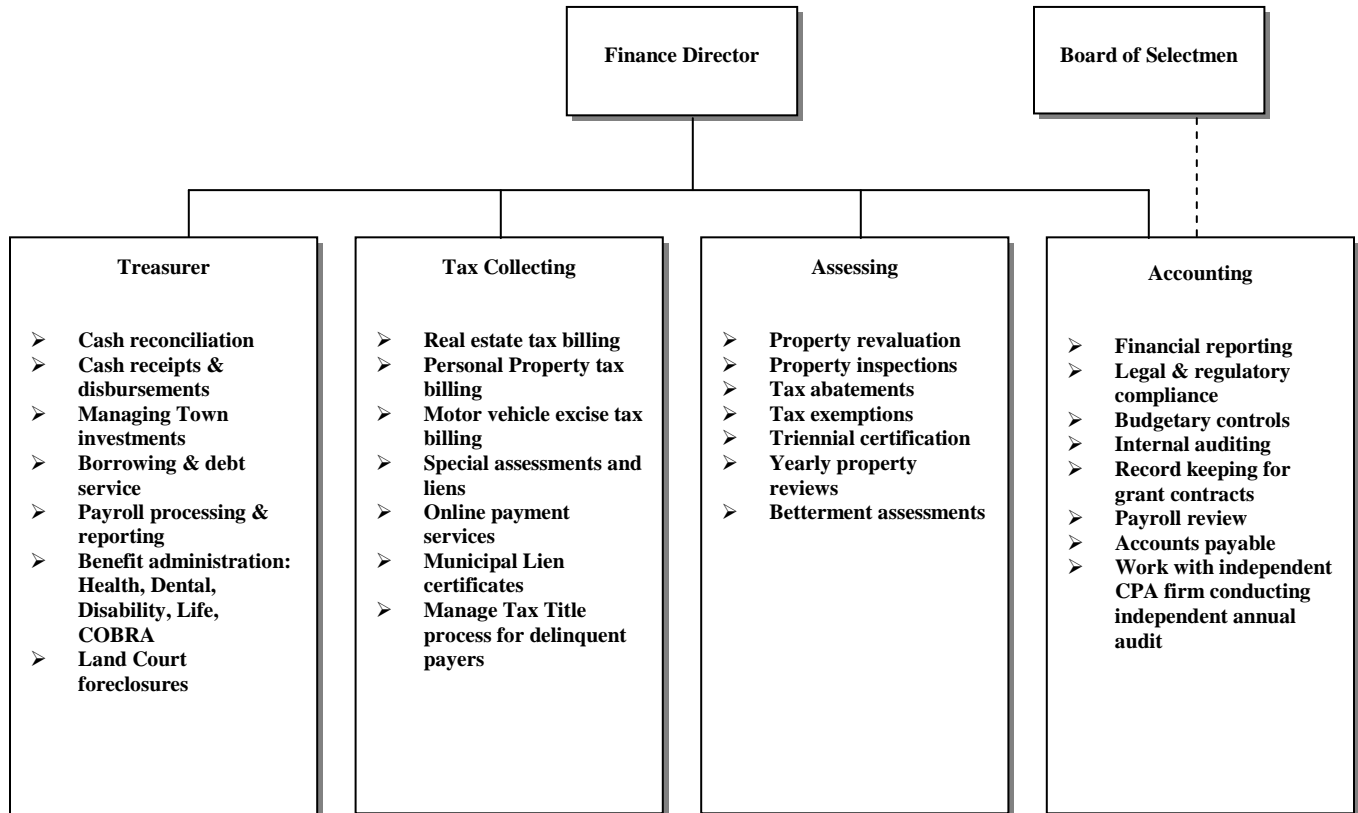 Finance Director
Board of Selectmen
Treasurer
➢ Cash reconciliation
➢ Cash receipts &
disbursements
➢ Managing Town
investments
➢ Borrowing & debt
service
➢ Payroll processing &
reporting
➢ Benefit administration:
Health, Dental,
Disability, Life,
COBRA
➢ Land Court
foreclosures
Tax Collecting
➢ Real estate tax billing
➢ Personal Property tax
billing
➢ Motor vehicle excise tax
billing
➢ Special assessments and
liens
➢ Online payment
services
➢ Municipal Lien
certificates
➢ Manage Tax Title
process for delinquent
payers
Assessing
➢ Property revaluation
➢ Property inspections
➢ Tax abatements
➢ Tax exemptions
➢ Triennial certification
➢ Yearly property
reviews
➢ Betterment assessments
Accounting
➢ Financial reporting
➢ Legal & regulatory
compliance
➢ Budgetary controls
➢ Internal auditing
➢ Record keeping for
grant contracts
➢ Payroll review
➢ Accounts payable
➢ Work with independent
CPA firm conducting
independent annual
audit